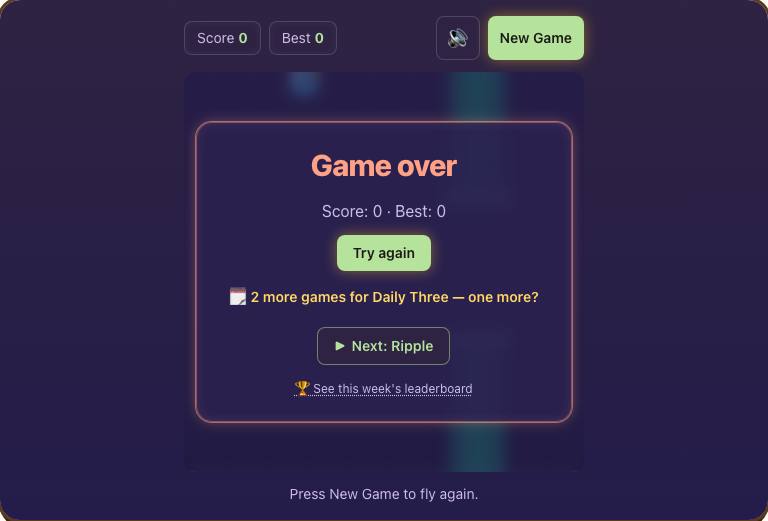 Score 0 Best 0 New Game
Game over
Score: 0 · Best: 0
Try again
2 more games for Daily Three — one more?
Next: Ripple
See this week's leaderboard
Press New Game to fly again.